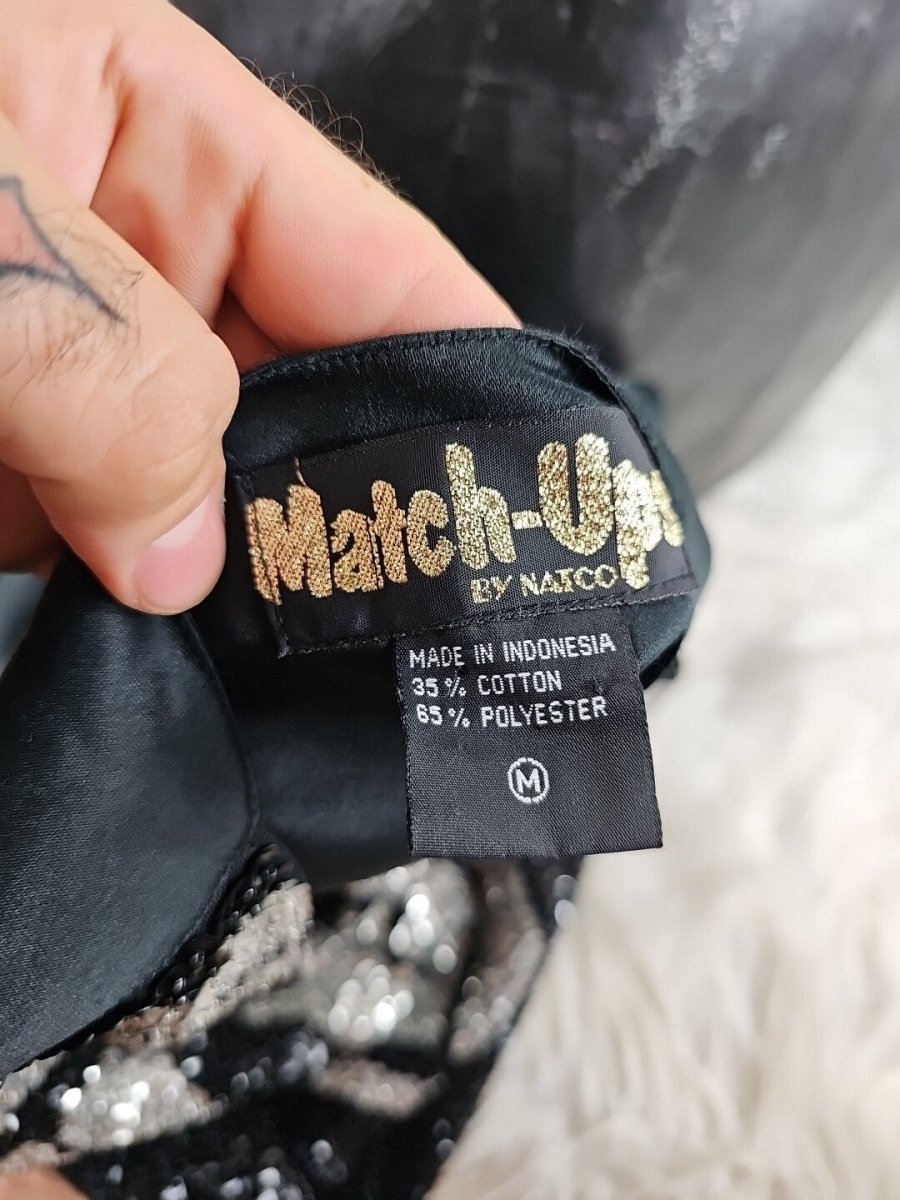 Match-Ups
BY NATCO
MADE IN INDONESIA
35% COTTON
65% POLYESTER
M